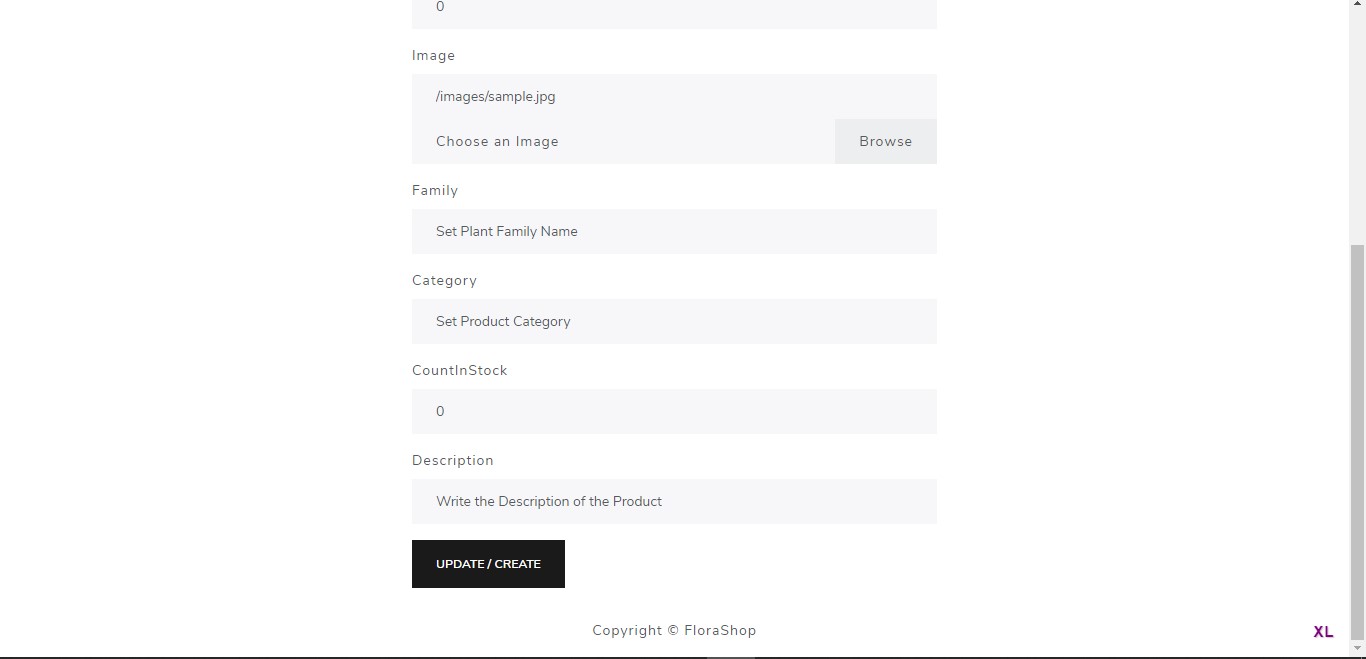 0
Image
/images/sample.jpg
Choose an Image
Browse
Family
Set Plant Family Name
Category
Set Product Category
CountInStock
0
Description
Write the Description of the Product
UPDATE / CREATE
Copyright © FloraShop
XL